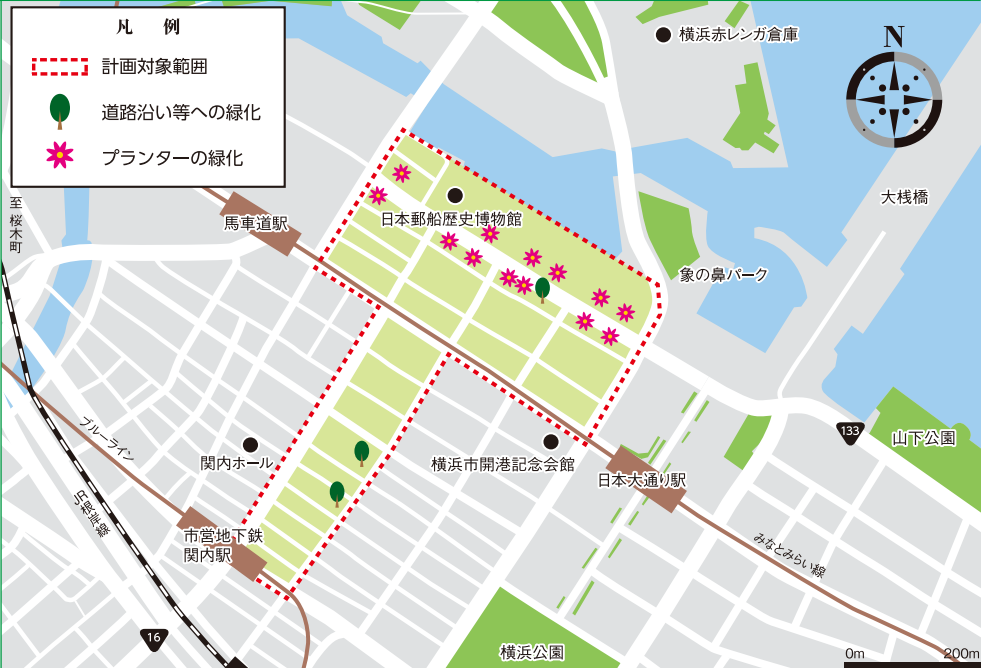 凡 例
計画対象範囲
道路沿い等への緑化
プランターの緑化
横浜赤レンガ倉庫
N
至 桜木町
馬車道駅
日本郵船歴史博物館
大桟橋
象の鼻パーク
133
山下公園
ブルーライン
関内ホール
横浜市開港記念会館
日本大通り駅
JR根岸線
市営地下鉄
関内駅
みなとみらい線
16
横浜公園
0m 200m